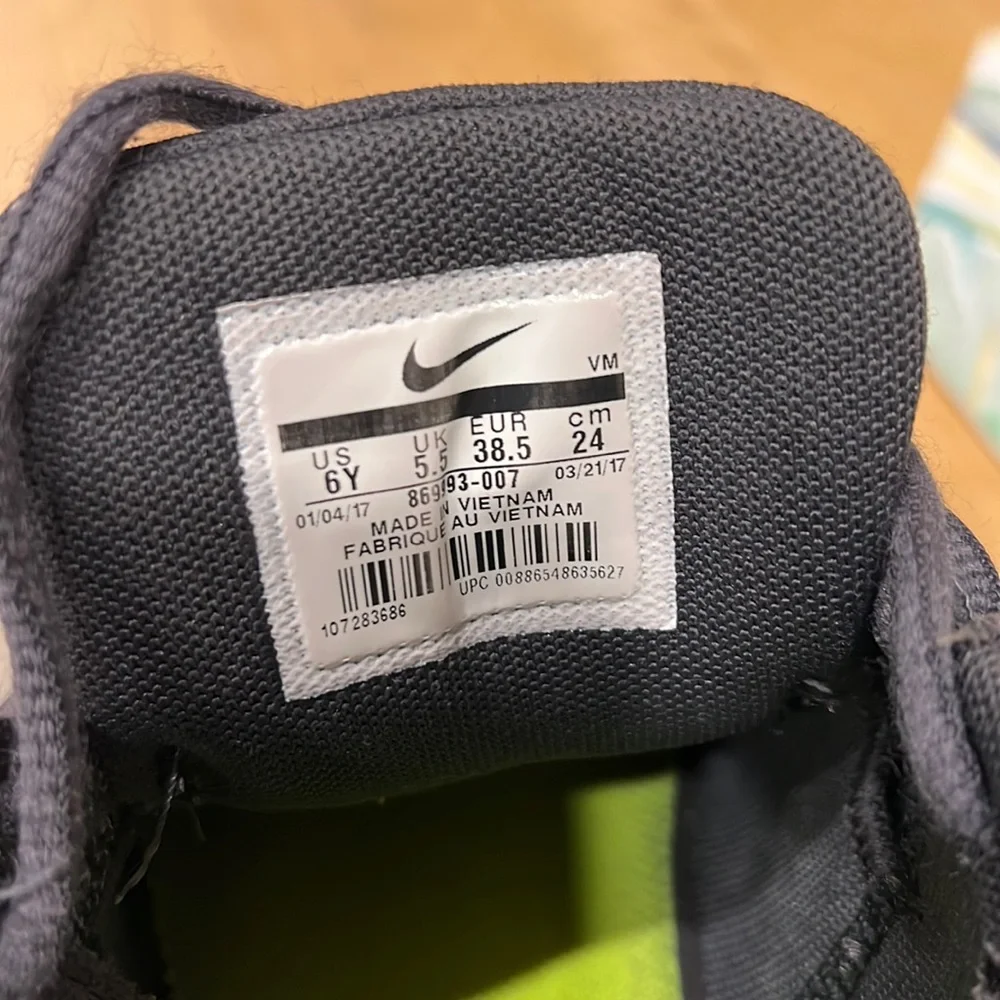 VM
US UK EUR cm
6Y 5.5 38.5 24
01/04/17 03/21/17
MADE IN VIETNAM
FABRIQUE AU VIETNAM
UPC 00886548635627
107283686